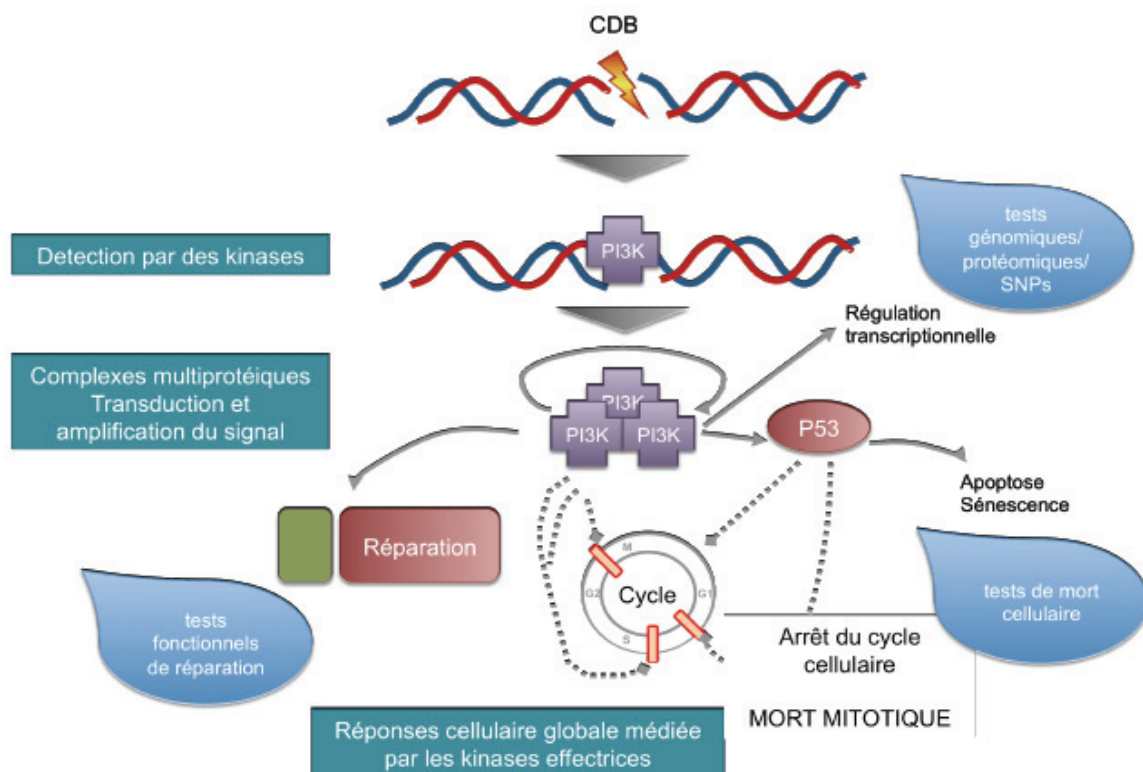 CDB
tests
génomiques/
protéomiques/
SNPs
Detection par des kinases
PI3K
Régulation
transcriptionnelle
Complexes multiprotéiques
Transduction et
amplification du signal
PI3K
PI3K
PI3K
P53
Apoptose
Sénescence
Réparation
M
G2
Cycle
G1
S
tests
fonctionnels
de réparation
tests de mort
cellulaire
Arrêt du cycle
cellulaire
MORT MITOTIQUE
Réponses cellulaire globale médiée
par les kinases effectrices